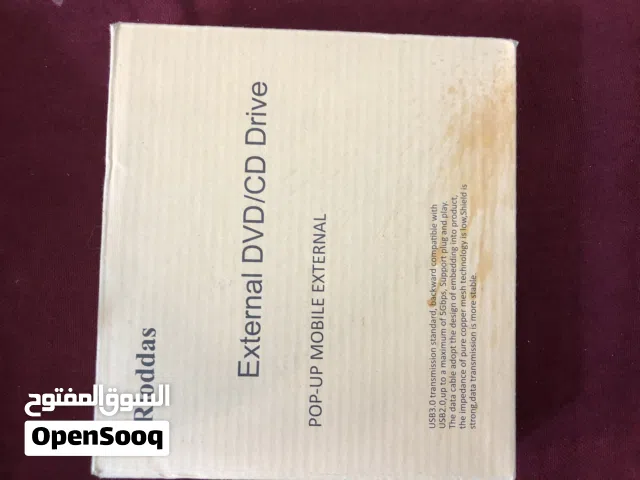 Roddas
External DVD/CD Drive
POP-UP MOBILE EXTERNAL
USB3.0 transmission standard, backward compatible with
USB2.0,up to a maximum of 5Gbps, Support plug and play.
The data cable adopt the design of embedding into product,
the impedance of pure copper mesh technology is low,Shield is
strong,data transmission is more stable.
السوق المفتوح
OpenSooq